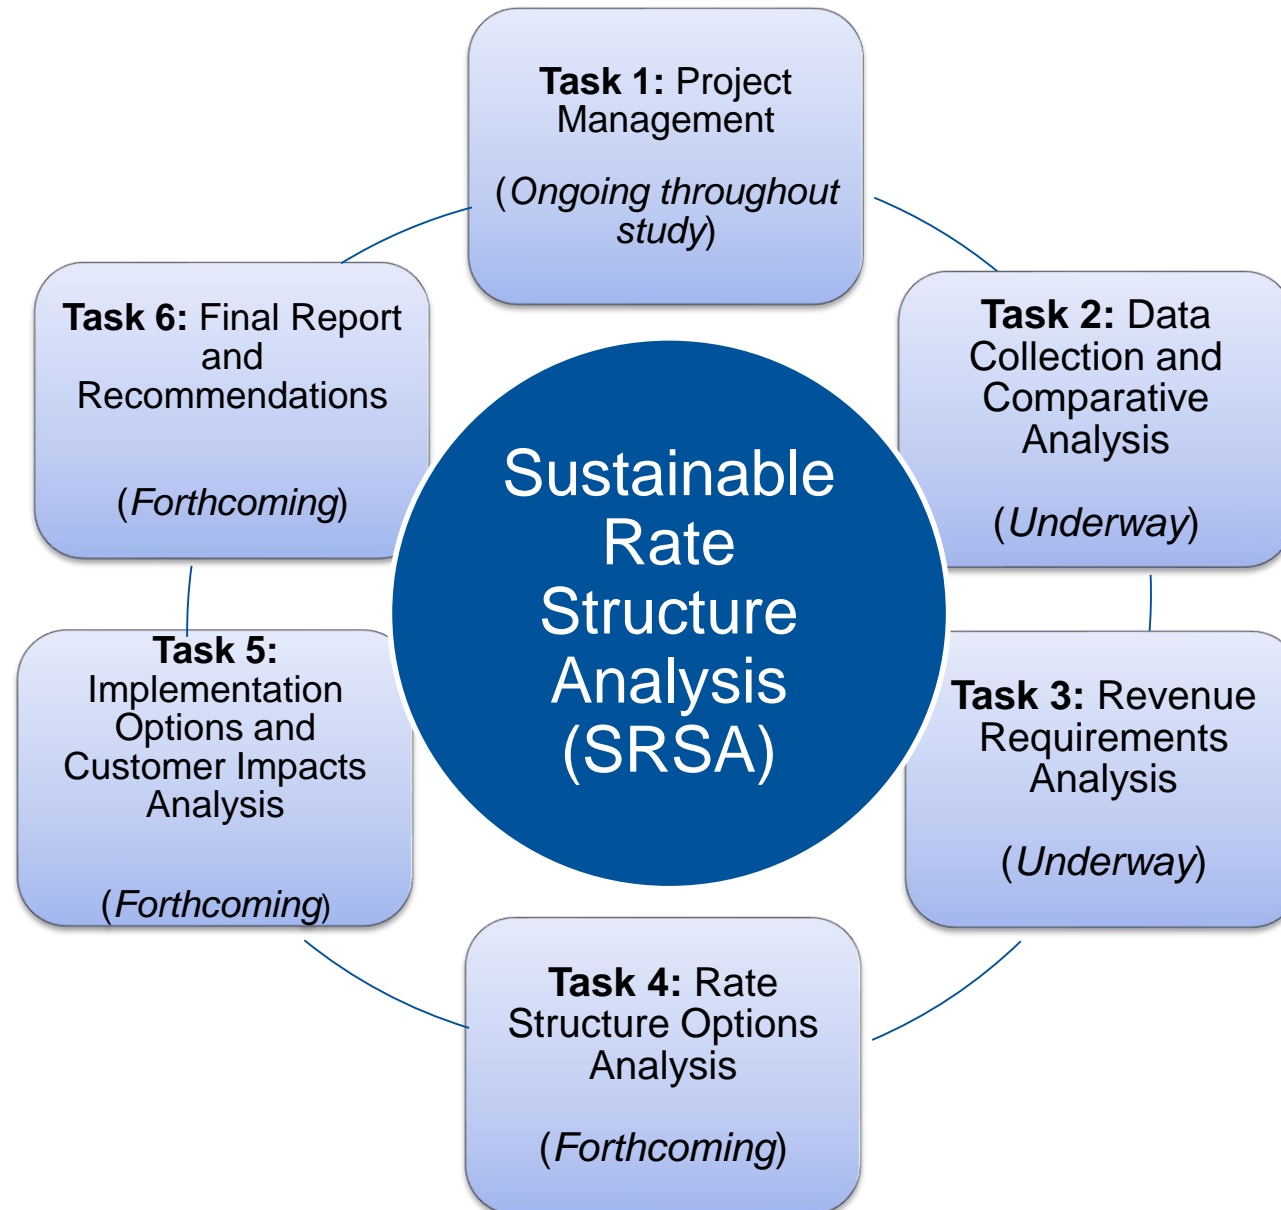 Task 1: Project
Management
(Ongoing throughout
study)
Task 2: Data
Collection and
Comparative
Analysis
(Underway)
Task 3: Revenue
Requirements
Analysis
(Underway)
Task 4: Rate
Structure Options
Analysis
(Forthcoming)
Task 5:
Implementation
Options and
Customer Impacts
Analysis
(Forthcoming)
Task 6: Final Report
and
Recommendations
(Forthcoming)
Sustainable
Rate
Structure
Analysis
(SRSA)